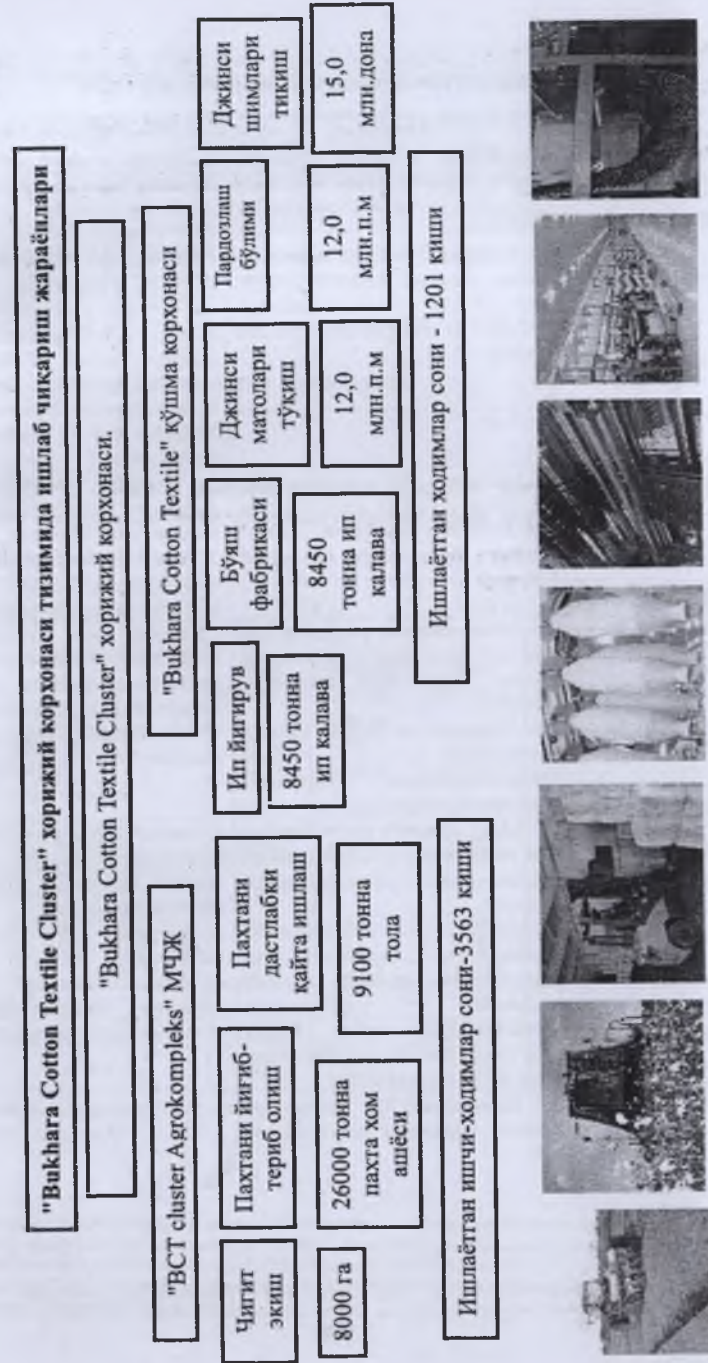 "Bukhara Cotton Textile Cluster" хорижий корхонаси тизимида ишлаб чикариш жараёнлари
"Bukhara Cotton Textile Cluster" хорижий корхонаси.
"BCT cluster Agrokompleks" МЧЖ
"Bukhara Cotton Textile" қўшма корхонаси
Чигит
экиш
Пахтани йиғиб-
териб олиш
Пахтани
дастлабки
қайта ишлаш
Ип йигирув
Бўяш
фабрикаси
Джинси
матолари
тўқиш
Пардозлаш
бўлими
Джинси
шимлари
тикиш
8000 га
26000 тонна
пахта хом
ашёси
9100 тонна
тола
8450 тонна
ип калава
8450
тонна ип
калава
12,0
млн.п.м
12,0
млн.п.м
15,0
млн.дона
Ишлаётган ишчи-ходимлар сони-3563 киши
Ишлаётган ходимлар сони - 1201 киши